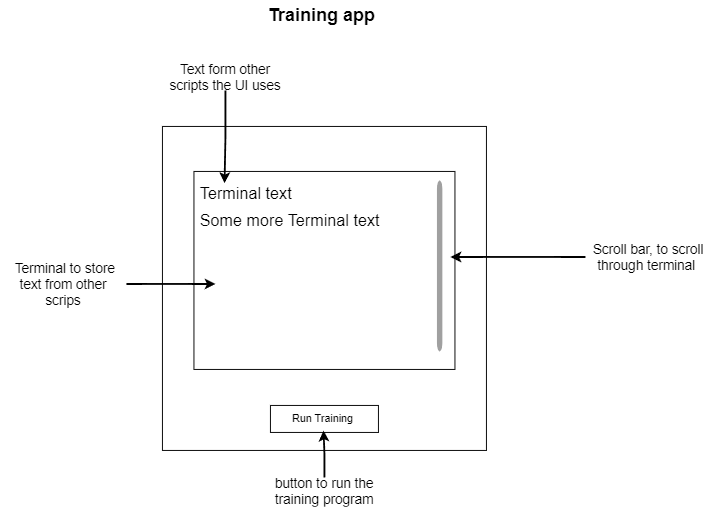 Training app
Text form other
scripts the UI uses
Terminal text
Some more Terminal text
Scroll bar, to scroll
through terminal
Terminal to store
text from other
scrips
Run Training
button to run the
training program